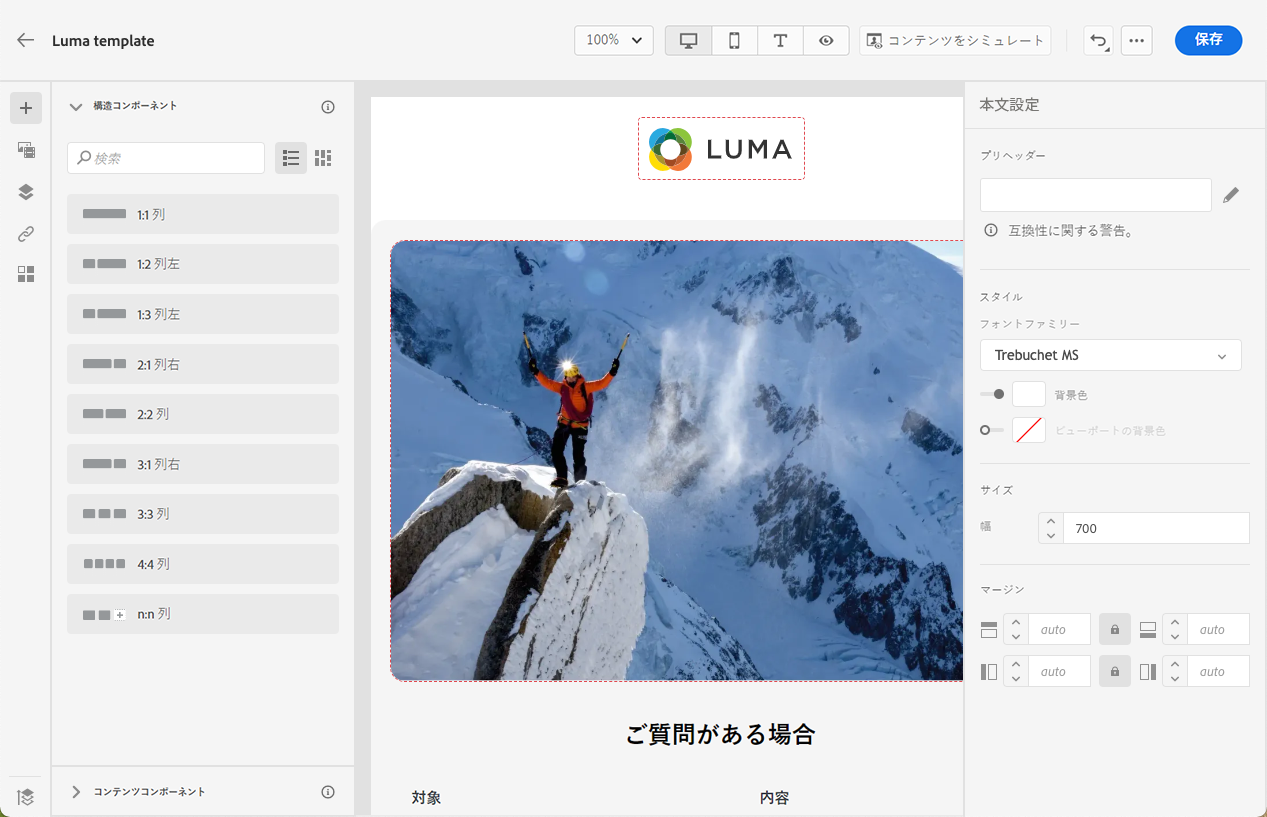 Luma template
100%
コンテンツをシミュレート
保存
構造コンポーネント
検索
1:1 列
1:2 列左
1:3 列左
2:1 列右
2:2 列
3:1 列右
3:3 列
4:4 列
n:n 列
コンテンツコンポーネント
LUMA
ご質問がある場合
対象
内容
本文設定
プリヘッダー
互換性に関する警告。
スタイル
フォントファミリー
Trebuchet MS
背景色
ビューポートの背景色
サイズ
幅
700
マージン
auto
auto
auto
auto